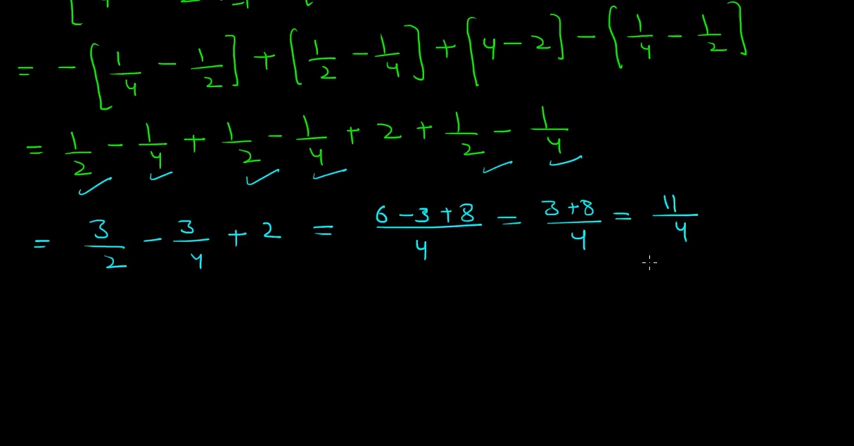 = - [1/4 - 1/2] + [1/2 - 1/4] + [4 - 2] - [1/4 - 1/2]
= 1/2 - 1/4 + 1/2 - 1/4 + 2 + 1/2 - 1/4
= 3/2 - 3/4 + 2 = (6 - 3 + 8)/4 = (3 + 8)/4 = 11/4